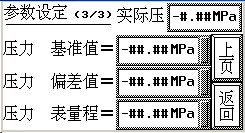 参数设定 (3/3) 实际压 -#.##MPa
压力 基准值= -##.##MPa
上页
压力 偏差值= -##.##MPa
压力 表量程= -##.##MPa
返回